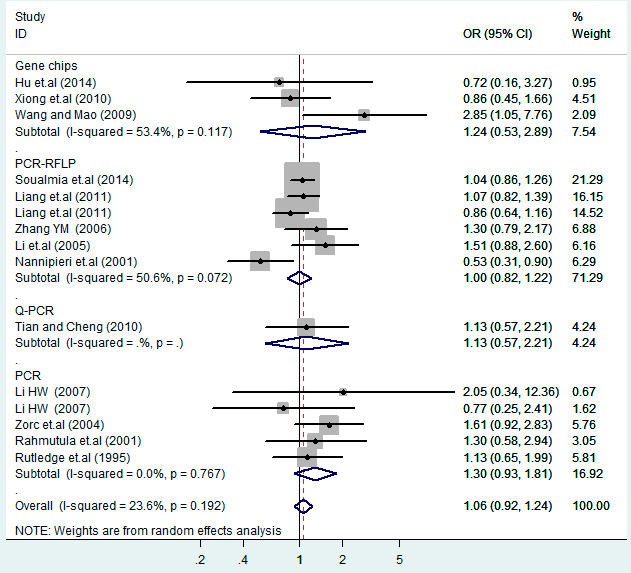 Study %
ID OR (95% CI) Weight
Gene chips
Hu et.al (2014) 0.72 (0.16, 3.27) 0.95
Xiong et.al (2010) 0.86 (0.45, 1.66) 4.51
Wang and Mao (2009) 2.85 (1.05, 7.76) 2.09
Subtotal (I-squared = 53.4%, p = 0.117) 1.24 (0.53, 2.89) 7.54
.
PCR-RFLP
Soualmia et.al (2014) 1.04 (0.86, 1.26) 21.29
Liang et.al (2011) 1.07 (0.82, 1.39) 16.15
Liang et.al (2011) 0.86 (0.64, 1.16) 14.52
Zhang YM (2006) 1.30 (0.79, 2.17) 6.88
Li et.al (2005) 1.51 (0.88, 2.60) 6.16
Nannipieri et.al (2001) 0.53 (0.31, 0.90) 6.29
Subtotal (I-squared = 50.6%, p = 0.072) 1.00 (0.82, 1.22) 71.29
.
Q-PCR
Tian and Cheng (2010) 1.13 (0.57, 2.21) 4.24
Subtotal (I-squared = .%, p = .) 1.13 (0.57, 2.21) 4.24
.
PCR
Li HW (2007) 2.05 (0.34, 12.36) 0.67
Li HW (2007) 0.77 (0.25, 2.41) 1.62
Zorc et.al (2004) 1.61 (0.92, 2.83) 5.76
Rahmutula et.al (2001) 1.30 (0.58, 2.94) 3.05
Rutledge et.al (1995) 1.13 (0.65, 1.99) 5.81
Subtotal (I-squared = 0.0%, p = 0.767) 1.30 (0.93, 1.81) 16.92
.
Overall (I-squared = 23.6%, p = 0.192) 1.06 (0.92, 1.24) 100.00
NOTE: Weights are from random effects analysis
.2 .4 1 2 5